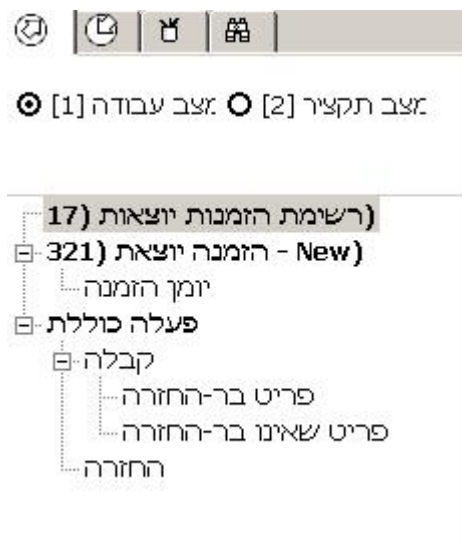 מצב עבודה [1] מצב תקציר [2]
רשימת הזמנות יוצאות (17)
הזמנה יוצאת (321 - New)
יומן הזמנה
פעלה כוללת
קבלה
פריט בר-החזרה
פריט שאינו בר-החזרה
החזרה